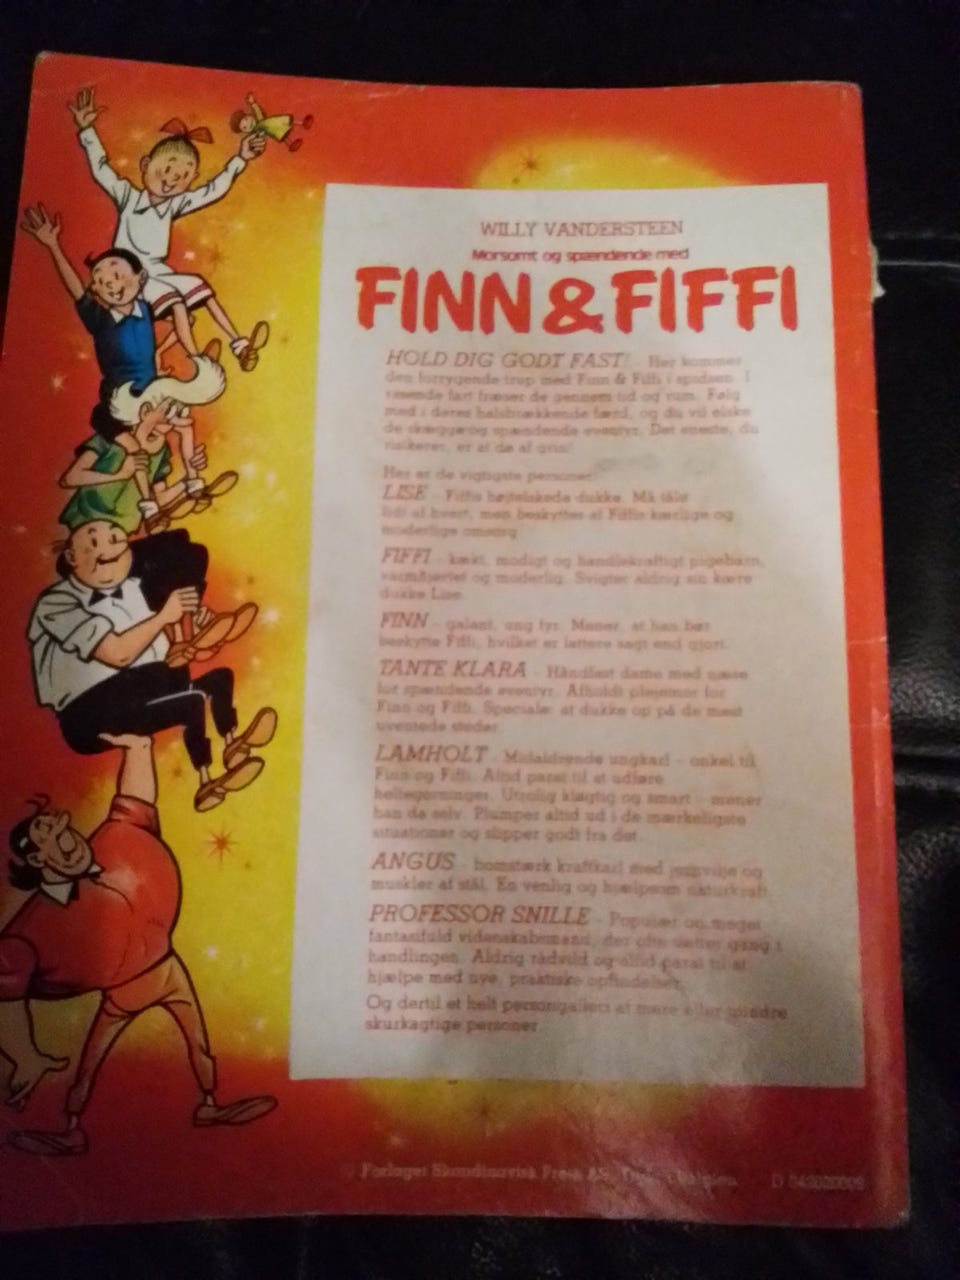 WILLY VANDERSTEEN
Morsomt og spændende med
FINN & FIFFI
HOLD DIG GODT FAST! - Her kommer
den forrygende trup med Finn & Fiffi i spidsen. I
rasende fart fræser de gennem tid og rum. Følg
med i deres halsbrækkende færd, og du vil elske
de skægge og spændende eventyr. Det eneste, du
risikerer, er at dø af grin!
Her er de vigtigste personer:
LISE - Fiffis højtelskede dukke. Må tåle
lidt af hvert, men beskyttes af Fiffis kærlige og
moderlige omsorg.
FIFFI - kækt, modigt og handlekraftigt pigebarn,
varmhjertet og moderlig. Svigter aldrig sin kære
dukke Lise.
FINN - galant, ung fyr. Mener, at han bør
beskytte Fiffi, hvilket er lettere sagt end gjort.
TANTE KLARA - Håndfast dame med næse
for spændende eventyr. Afholdt plejemor for
Finn og Fiffi. Speciale: at dukke op på de mest
uventede steder.
LAMHOLT - Midaldrende ungkarl - onkel til
Finn og Fiffi. Altid parat til at udføre
heltegerninger. Utrolig kløgtig og smart - mener
han da selv. Plumper altid ud i de mærkeligste
situationer og slipper godt fra det.
ANGUS - bomstærk kraftkarl med jernvilje og
muskler af stål. En venlig og hjælpsom naturkraft.
PROFESSOR SNILLE - Populær og meget
fantasifuld videnskabsmand, der ofte sætter gang i
handlingen. Aldrig rådvild og altid parat til at
hjælpe med nye, praktiske opfindelser.
Og dertil et helt persongalleri af mere eller mindre
skurkagtige personer.
© Forlaget Skandinavisk Press A/S. Belgien. D